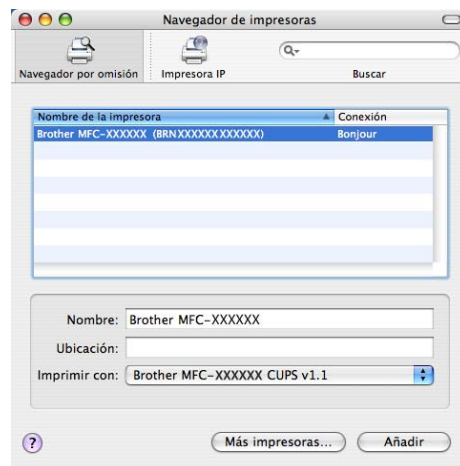 Navegador de impresoras
Navegador por omisión
Impresora IP
Buscar
Nombre de la impresora Conexión
Brother MFC-XXXXXX (BRNXXXXXXXXXXXX) Bonjour
Nombre: Brother MFC-XXXXXX
Ubicación:
Imprimir con: Brother MFC-XXXXXX CUPS v1.1
? Más impresoras... Añadir